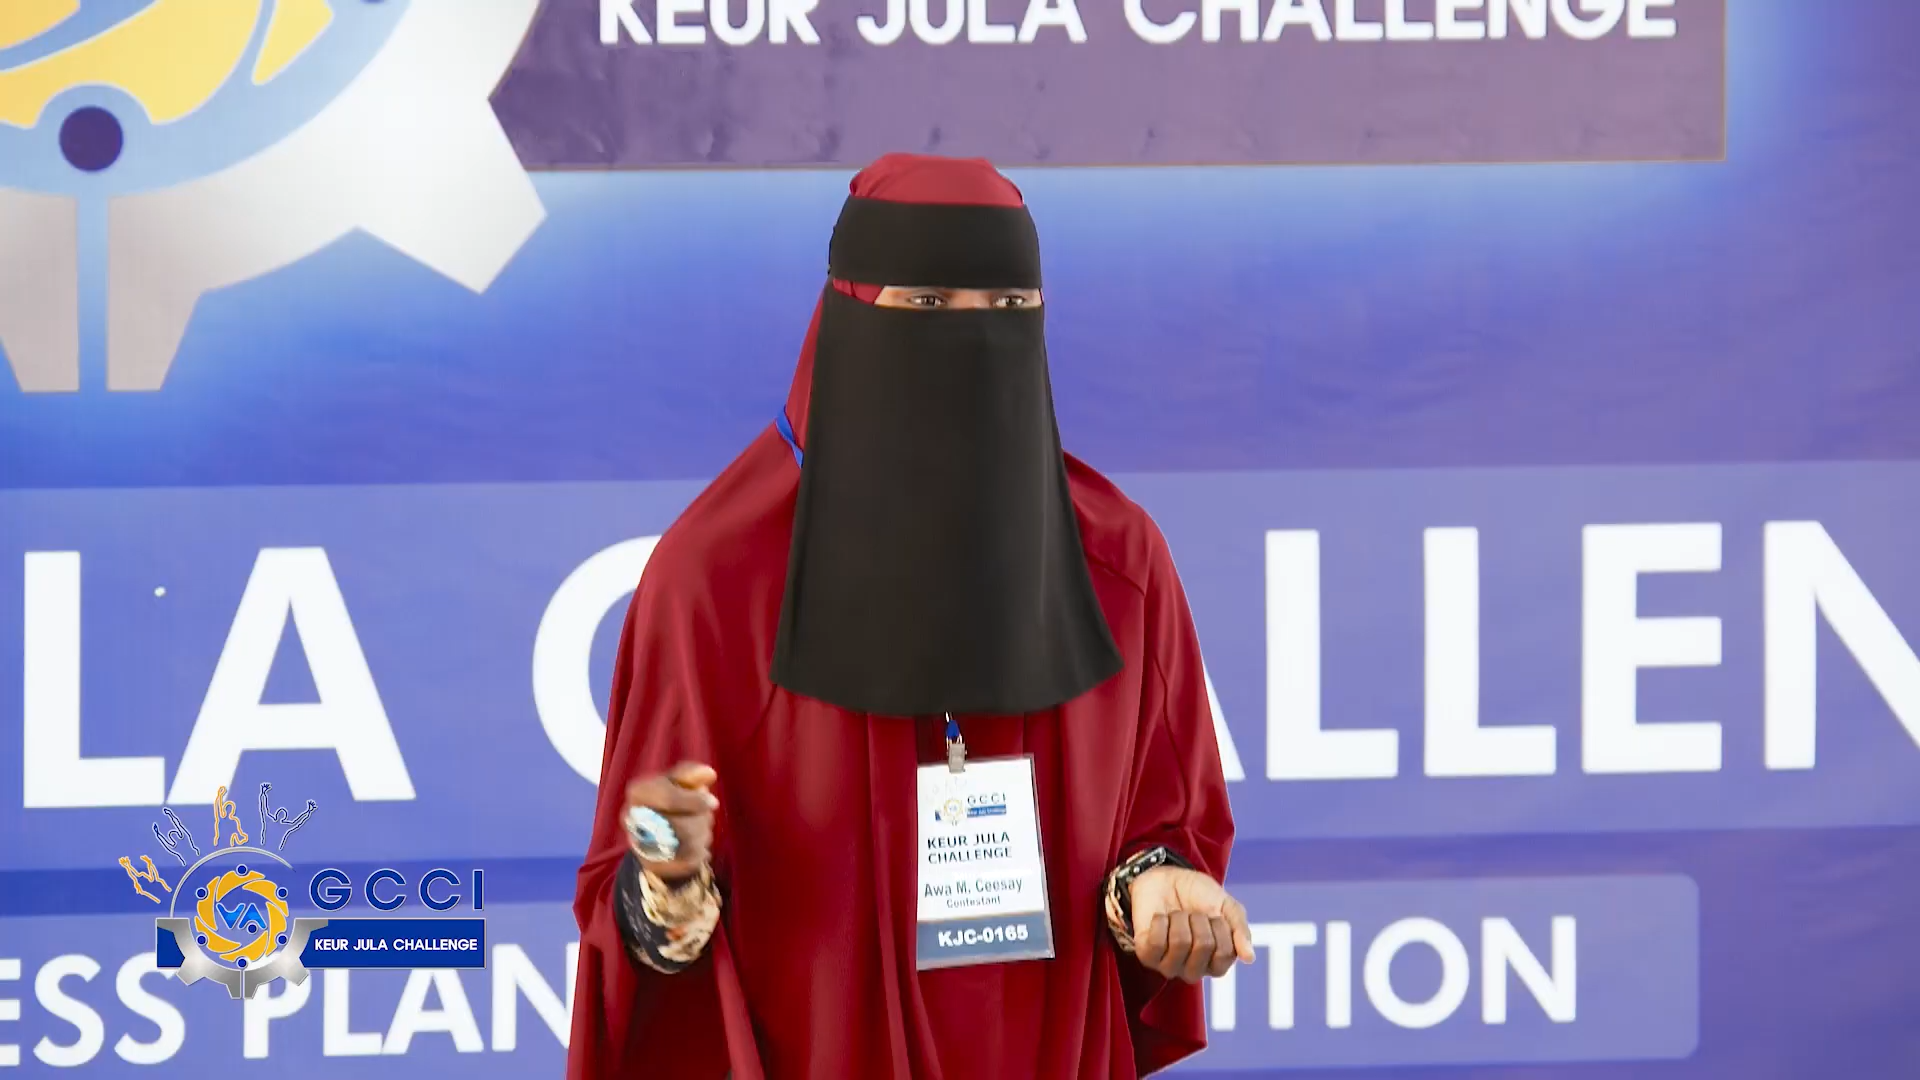 KEUR JULA CHALLENGE
LA CHALLEN
ESS PLAN ITION
GCCI
KEUR JULA CHALLENGE
GCCI
KEUR JULA
CHALLENGE
Awa M. Ceesay
Contestant
KJC-0165